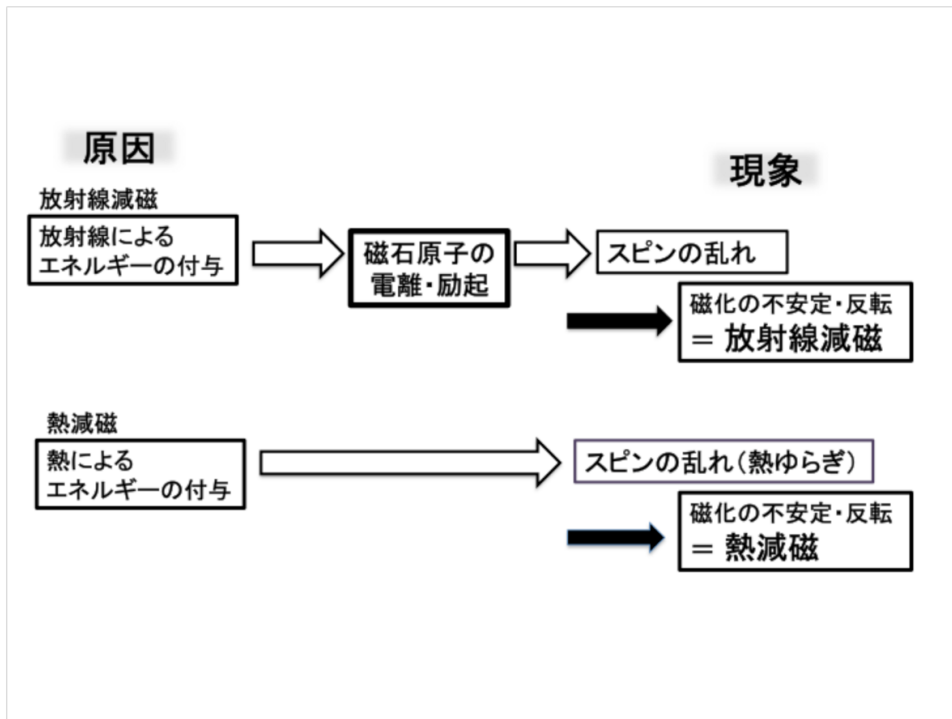 原因
現象
放射線減磁
放射線による
エネルギーの付与
磁石原子の
電離・励起
スピンの乱れ
磁化の不安定・反転
= 放射線減磁
熱減磁
熱による
エネルギーの付与
スピンの乱れ(熱ゆらぎ)
磁化の不安定・反転
= 熱減磁